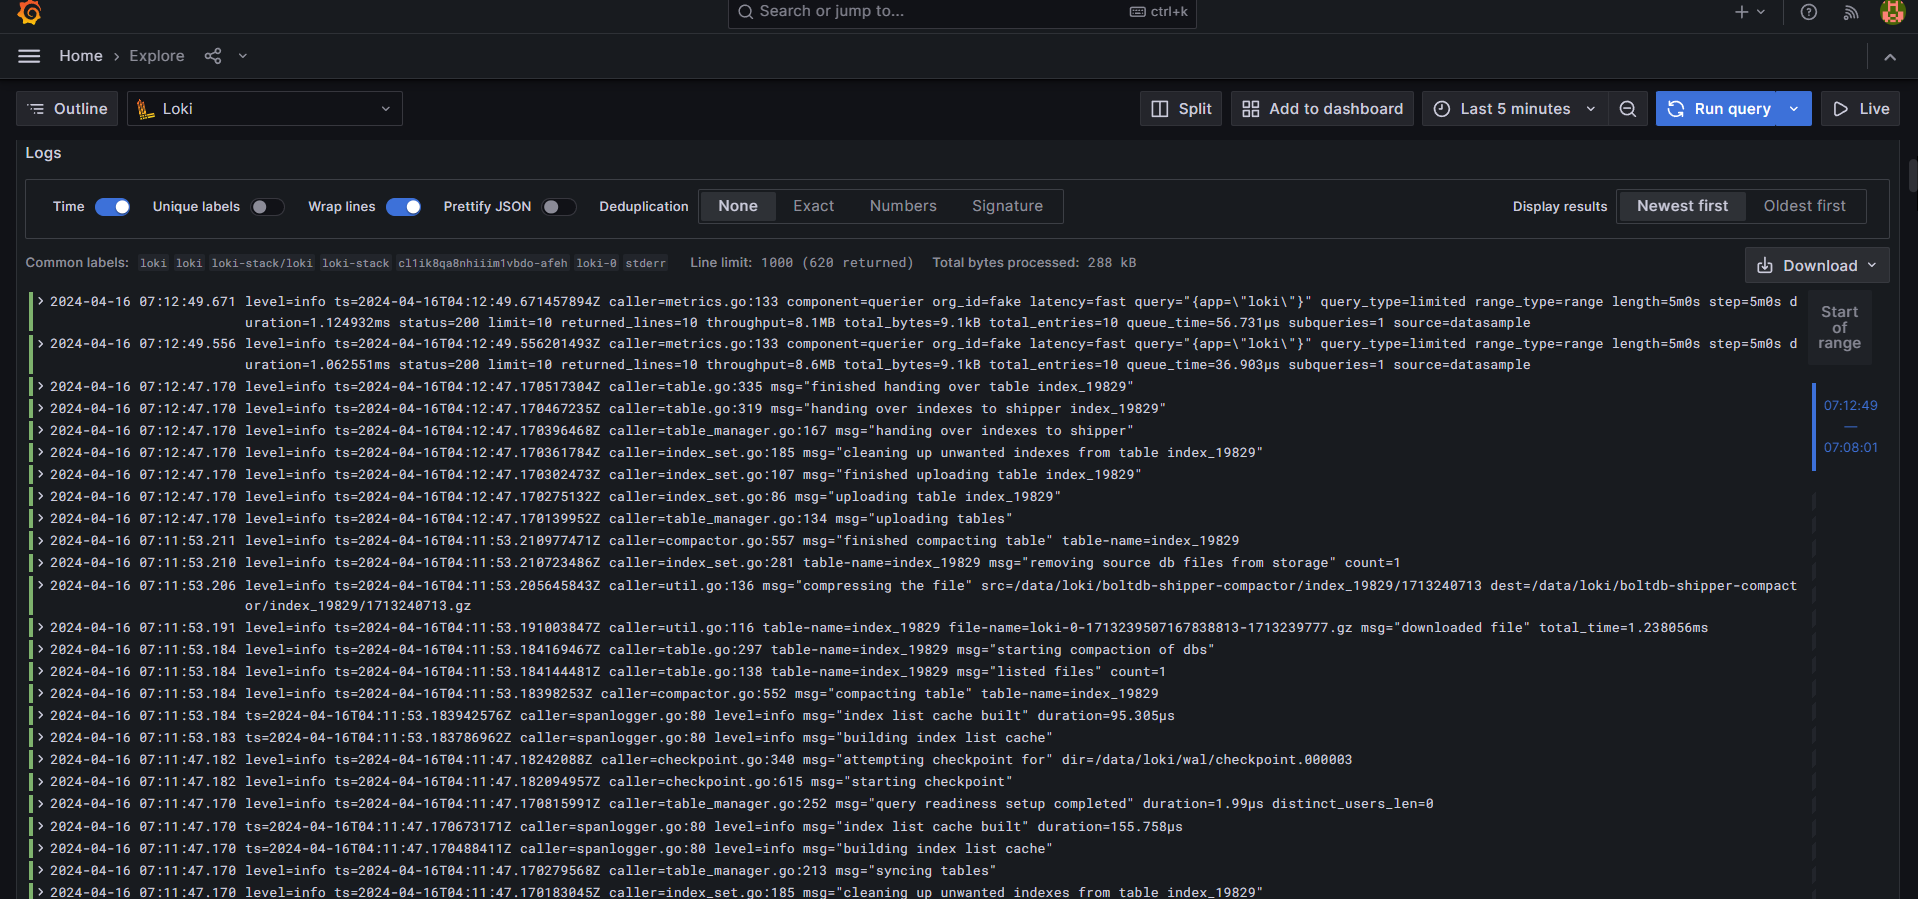 Search or jump to... ctrl+k
Home › Explore
Outline Loki Split Add to dashboard Last 5 minutes Run query Live
Logs
Time Unique labels Wrap lines Prettify JSON Deduplication None Exact Numbers Signature Display results Newest first Oldest first
Common labels: loki loki loki-stack/loki loki-stack cl1ik8qa8nhiiim1vbdo-afeh loki-0 stderr Line limit: 1000 (620 returned) Total bytes processed: 288 kB Download
2024-04-16 07:12:49.671 level=info ts=2024-04-16T04:12:49.671457894Z caller=metrics.go:133 component=querier org_id=fake latency=fast query="{app=\"loki\"}" query_type=limited range_type=range length=5m0s step=5m0s d
uration=1.124932ms status=200 limit=10 returned_lines=10 throughput=8.1MB total_bytes=9.1kB total_entries=10 queue_time=56.731µs subqueries=1 source=datasample
2024-04-16 07:12:49.556 level=info ts=2024-04-16T04:12:49.556201493Z caller=metrics.go:133 component=querier org_id=fake latency=fast query="{app=\"loki\"}" query_type=limited range_type=range length=5m0s step=5m0s d
uration=1.062551ms status=200 limit=10 returned_lines=10 throughput=8.6MB total_bytes=9.1kB total_entries=10 queue_time=36.903µs subqueries=1 source=datasample
2024-04-16 07:12:47.170 level=info ts=2024-04-16T04:12:47.170517304Z caller=table.go:335 msg="finished handing over table index_19829"
2024-04-16 07:12:47.170 level=info ts=2024-04-16T04:12:47.170467235Z caller=table.go:319 msg="handing over indexes to shipper index_19829"
2024-04-16 07:12:47.170 level=info ts=2024-04-16T04:12:47.170396468Z caller=table_manager.go:167 msg="handing over indexes to shipper"
2024-04-16 07:12:47.170 level=info ts=2024-04-16T04:12:47.170361784Z caller=index_set.go:185 msg="cleaning up unwanted indexes from table index_19829"
2024-04-16 07:12:47.170 level=info ts=2024-04-16T04:12:47.170302473Z caller=index_set.go:107 msg="finished uploading table index_19829"
2024-04-16 07:12:47.170 level=info ts=2024-04-16T04:12:47.170275132Z caller=index_set.go:86 msg="uploading table index_19829"
2024-04-16 07:12:47.170 level=info ts=2024-04-16T04:12:47.170139952Z caller=table_manager.go:134 msg="uploading tables"
2024-04-16 07:11:53.211 level=info ts=2024-04-16T04:11:53.210977471Z caller=compactor.go:557 msg="finished compacting table" table-name=index_19829
2024-04-16 07:11:53.210 level=info ts=2024-04-16T04:11:53.210723486Z caller=index_set.go:281 table-name=index_19829 msg="removing source db files from storage" count=1
2024-04-16 07:11:53.206 level=info ts=2024-04-16T04:11:53.205645843Z caller=util.go:136 msg="compressing the file" src=/data/loki/boltdb-shipper-compactor/index_19829/1713240713 dest=/data/loki/boltdb-shipper-compact
or/index_19829/1713240713.gz
2024-04-16 07:11:53.191 level=info ts=2024-04-16T04:11:53.191003847Z caller=util.go:116 table-name=index_19829 file-name=loki-0-1713239507167838813-1713239777.gz msg="downloaded file" total_time=1.238056ms
2024-04-16 07:11:53.184 level=info ts=2024-04-16T04:11:53.184169467Z caller=table.go:297 table-name=index_19829 msg="starting compaction of dbs"
2024-04-16 07:11:53.184 level=info ts=2024-04-16T04:11:53.184144481Z caller=table.go:138 table-name=index_19829 msg="listed files" count=1
2024-04-16 07:11:53.184 level=info ts=2024-04-16T04:11:53.18398253Z caller=compactor.go:552 msg="compacting table" table-name=index_19829
2024-04-16 07:11:53.184 ts=2024-04-16T04:11:53.183942576Z caller=spanlogger.go:80 level=info msg="index list cache built" duration=95.305µs
2024-04-16 07:11:53.183 ts=2024-04-16T04:11:53.183786962Z caller=spanlogger.go:80 level=info msg="building index list cache"
2024-04-16 07:11:47.182 level=info ts=2024-04-16T04:11:47.18242088Z caller=checkpoint.go:340 msg="attempting checkpoint for" dir=/data/loki/wal/checkpoint.000003
2024-04-16 07:11:47.182 level=info ts=2024-04-16T04:11:47.182094957Z caller=checkpoint.go:615 msg="starting checkpoint"
2024-04-16 07:11:47.170 level=info ts=2024-04-16T04:11:47.170815991Z caller=table_manager.go:252 msg="query readiness setup completed" duration=1.99µs distinct_users_len=0
2024-04-16 07:11:47.170 ts=2024-04-16T04:11:47.170673171Z caller=spanlogger.go:80 level=info msg="index list cache built" duration=155.758µs
2024-04-16 07:11:47.170 ts=2024-04-16T04:11:47.170488411Z caller=spanlogger.go:80 level=info msg="building index list cache"
2024-04-16 07:11:47.170 level=info ts=2024-04-16T04:11:47.170279568Z caller=table_manager.go:213 msg="syncing tables"
2024-04-16 07:11:47.170 level=info ts=2024-04-16T04:11:47.170183045Z caller=index_set.go:185 msg="cleaning up unwanted indexes from table index_19829"
Start
of
range
07:12:49
—
07:08:01